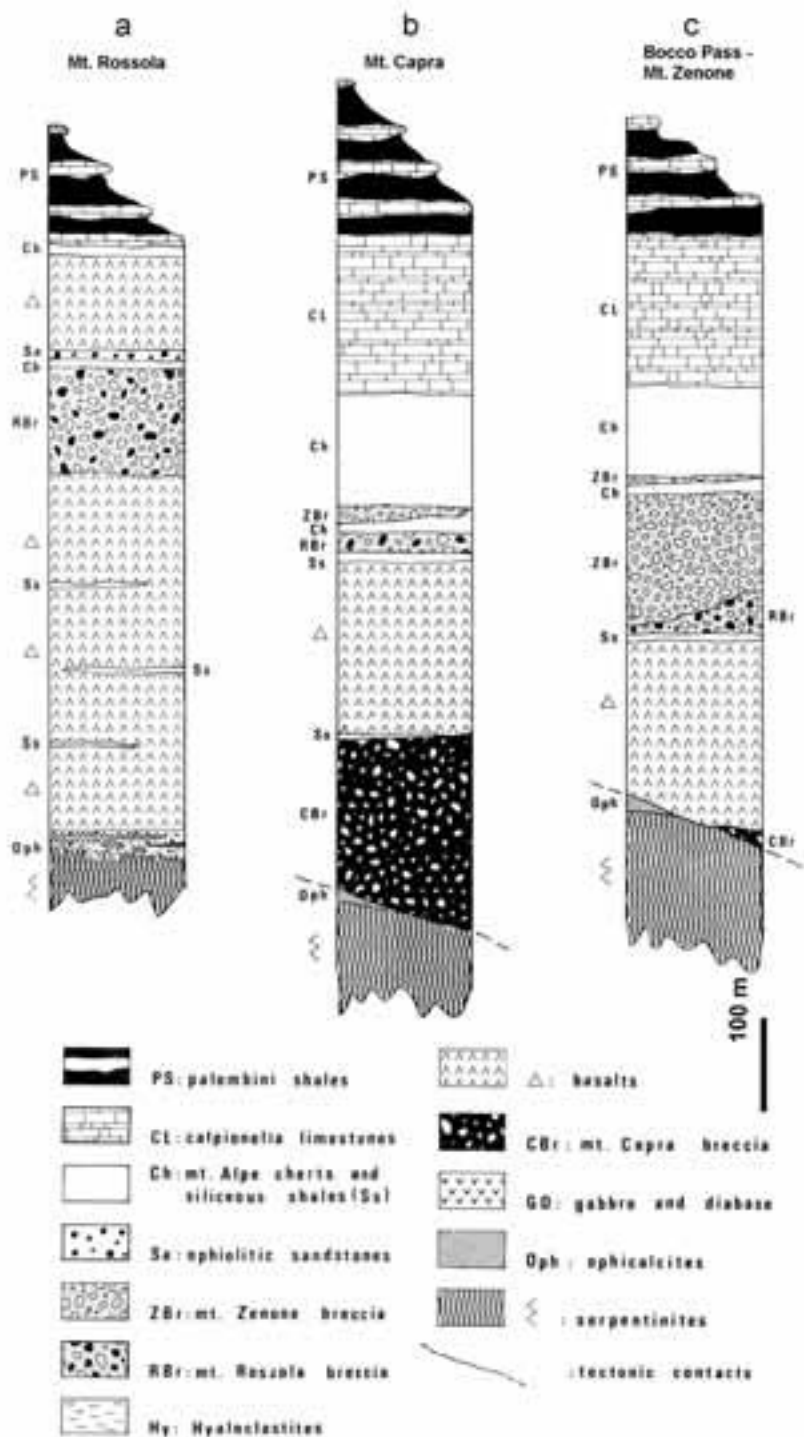 a
Mt. Rossola
b
Mt. Capra
c
Bocco Pass -
Mt. Zenone
PS
Ch
Sa
Ch
RBr
Ss
Ss
Ss
Oph
PS
CL
Ch
ZBr
Ch
RBr
Ss
Ss
CBr
Oph
PS
CL
Ch
ZBr
Ch
ZBr
RBr
Ss
Oph
CBr
100 m
PS: palombini shales
CL: calpionella limestones
Ch: mt. Alpe cherts and
siliceous shales (Ss)
Sa: ophiolitic sandstones
ZBr: mt. Zenone breccia
RBr: mt. Rossola breccia
Hy: Hyaloclastites
△: basalts
CBr: mt. Capra breccia
GD: gabbro and diabase
Oph: ophicalcites
: serpentinites
: tectonic contacts